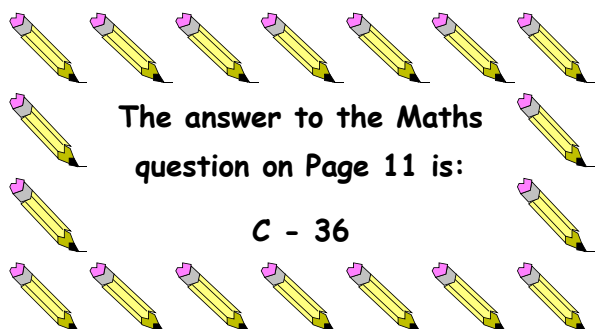 The answer to the Maths
question on Page 11 is:
C - 36